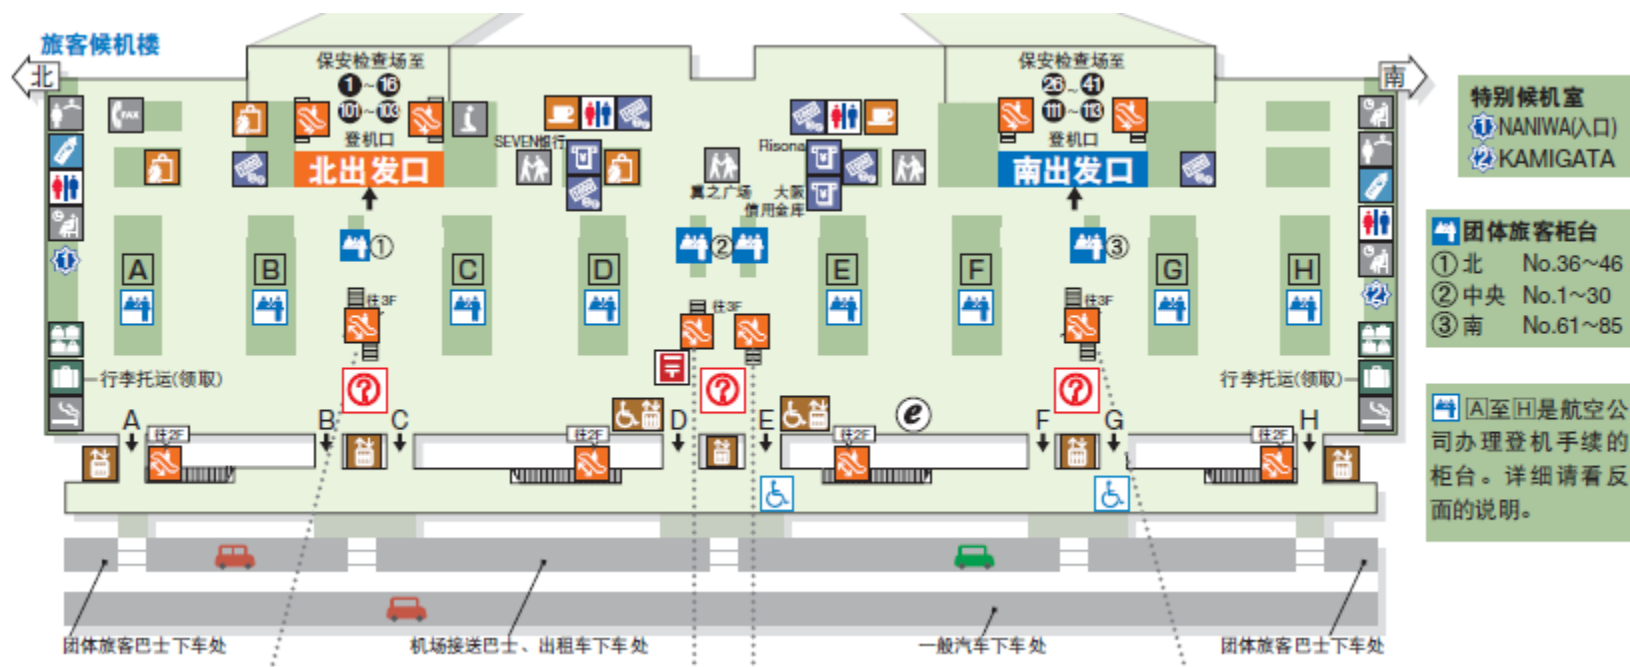 旅客候机楼
北
南
保安检查场至
1~16
101~103
登机口
北出发口
FAX
SEVEN银行
翼之广场
Risona
大阪
信用金库
保安检查场至
26~41
111~113
登机口
南出发口
① ② ③
A B C D E F G H
往3F
往3F
往3F
行李托运(领取)
行李托运(领取)
A B C D E F G H
往2F
往2F
往2F
往2F
团体旅客巴士下车处
机场接送巴士、出租车下车处
一般汽车下车处
团体旅客巴士下车处
特别候机室
1 NANIWA(入口)
2 KAMIGATA
团体旅客柜台
①北 No.36~46
②中央 No.1~30
③南 No.61~85
A至H是航空公
司办理登机手续的
柜台。详细请看反
面的说明。